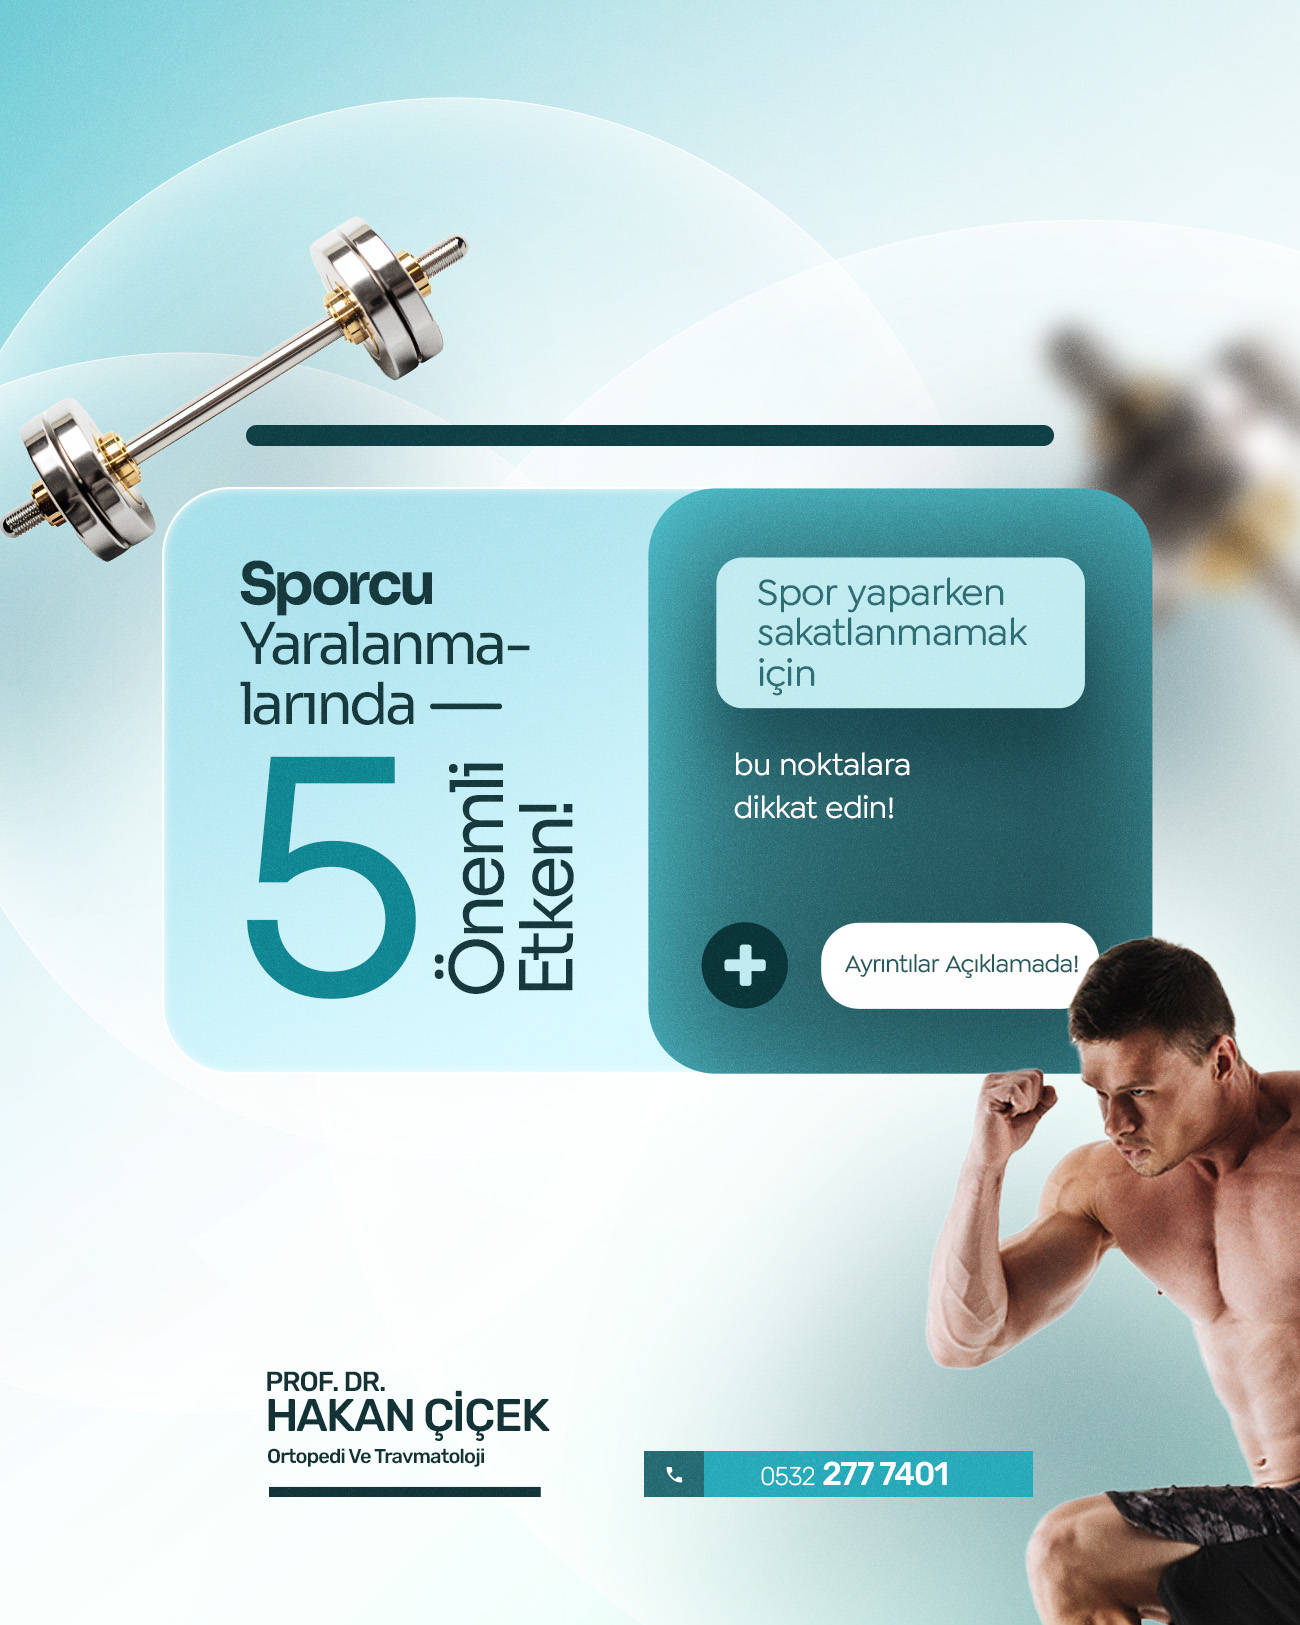 Sporcu
Yaralanma-
larında —
5
Önemli
Etken!
Spor yaparken
sakatlanmamak
için
bu noktalara
dikkat edin!
Ayrıntılar Açıklamada!
PROF. DR.
HAKAN ÇİÇEK
Ortopedi Ve Travmatoloji
0532 277 7401